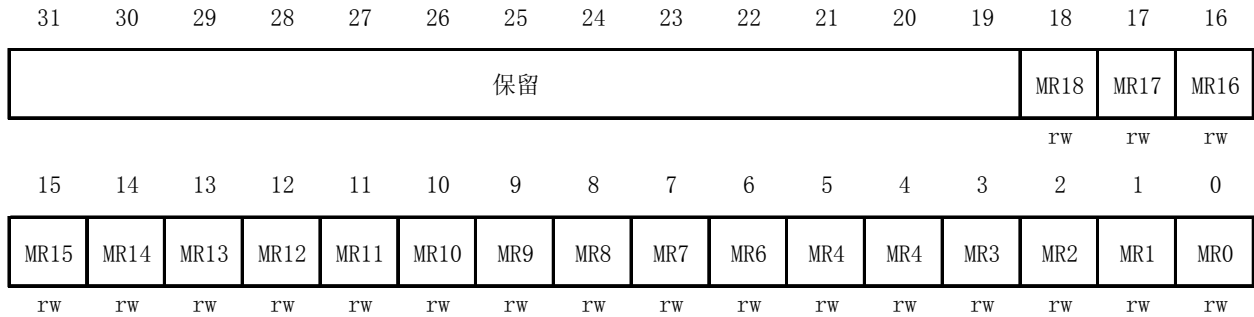 31 30 29 28 27 26 25 24 23 22 21 20 19 18 17 16
保留 MR18 MR17 MR16
rw rw rw
15 14 13 12 11 10 9 8 7 6 5 4 3 2 1 0
MR15 MR14 MR13 MR12 MR11 MR10 MR9 MR8 MR7 MR6 MR4 MR4 MR3 MR2 MR1 MR0
rw rw rw rw rw rw rw rw rw rw rw rw rw rw rw rw